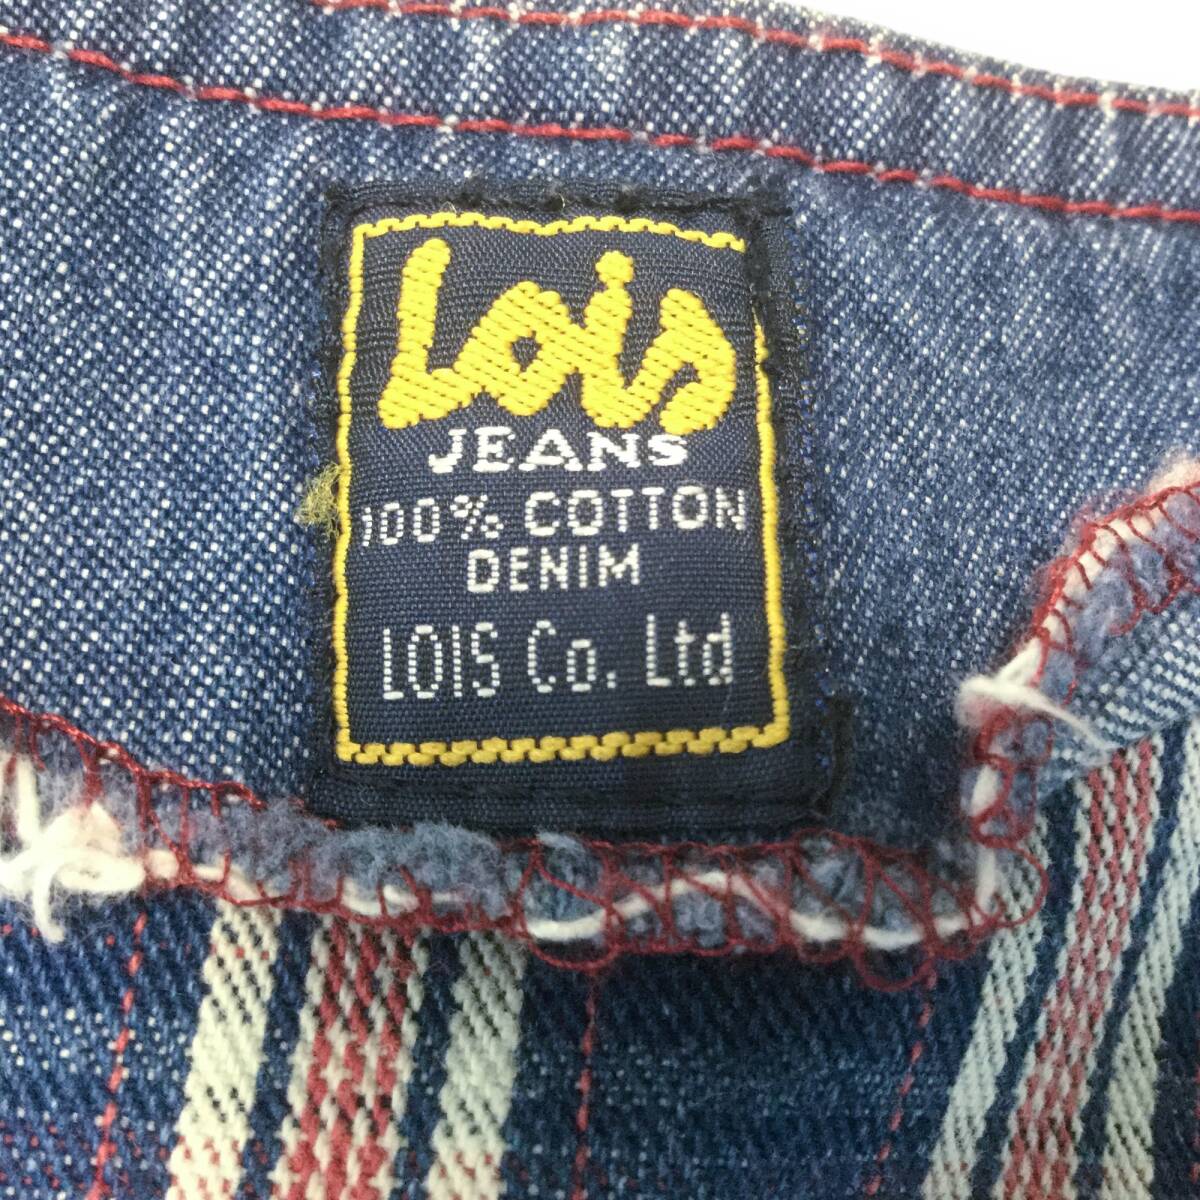 Lois
JEANS
100% COTTON
DENIM
LOIS Co. Ltd